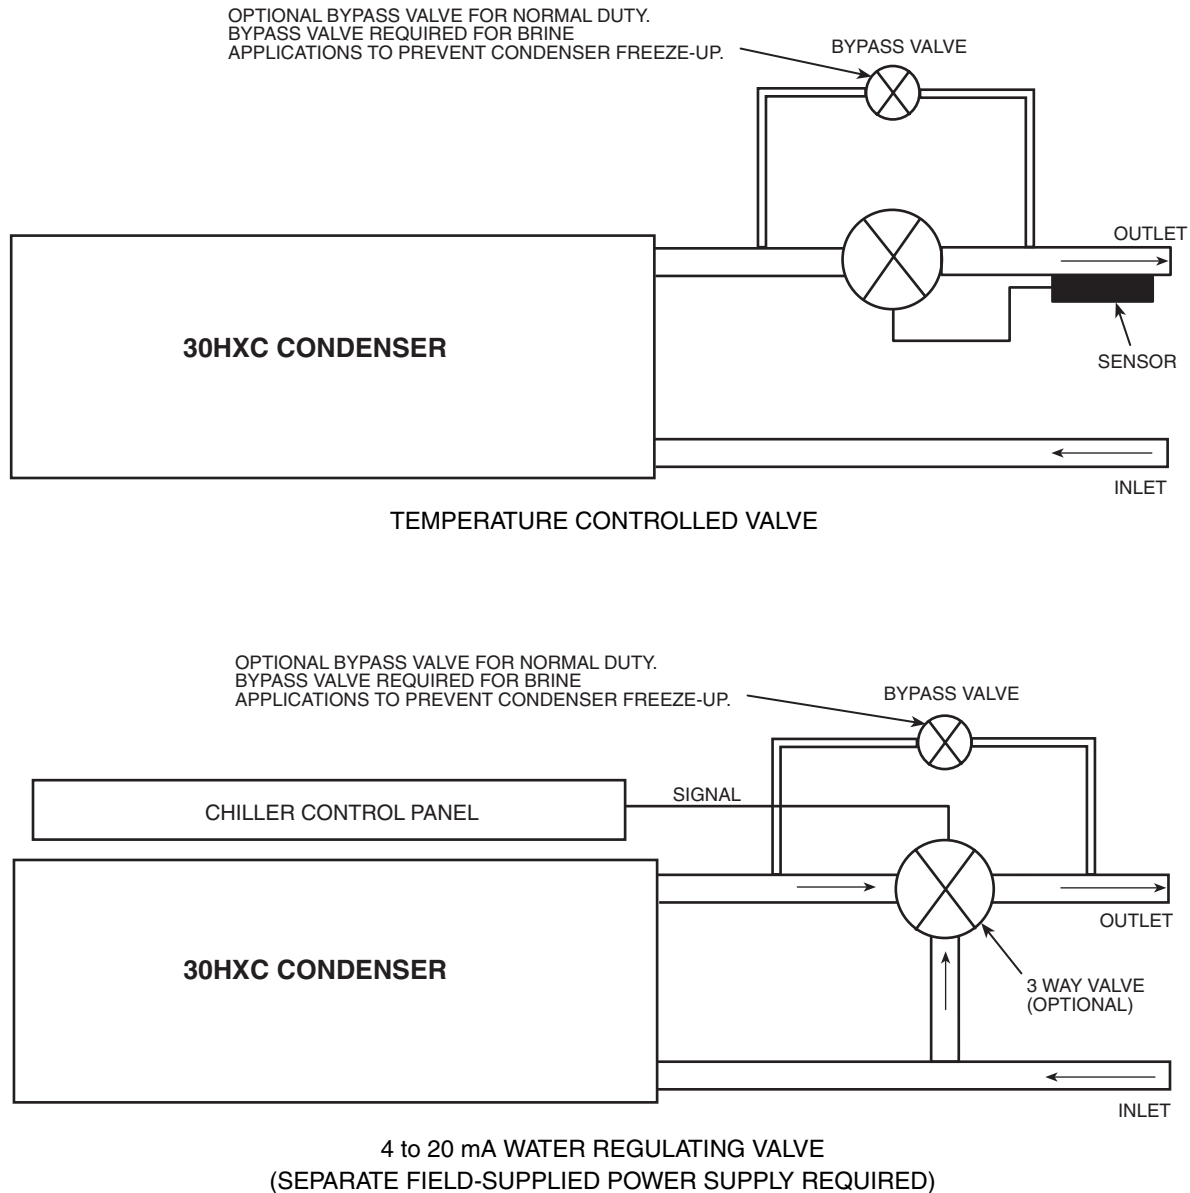 OPTIONAL BYPASS VALVE FOR NORMAL DUTY.
BYPASS VALVE REQUIRED FOR BRINE
APPLICATIONS TO PREVENT CONDENSER FREEZE-UP.
BYPASS VALVE
OUTLET
30HXC CONDENSER
SENSOR
INLET
TEMPERATURE CONTROLLED VALVE
OPTIONAL BYPASS VALVE FOR NORMAL DUTY.
BYPASS VALVE REQUIRED FOR BRINE
APPLICATIONS TO PREVENT CONDENSER FREEZE-UP.
BYPASS VALVE
SIGNAL
CHILLER CONTROL PANEL
OUTLET
30HXC CONDENSER
3 WAY VALVE
(OPTIONAL)
INLET
4 to 20 mA WATER REGULATING VALVE
(SEPARATE FIELD-SUPPLIED POWER SUPPLY REQUIRED)